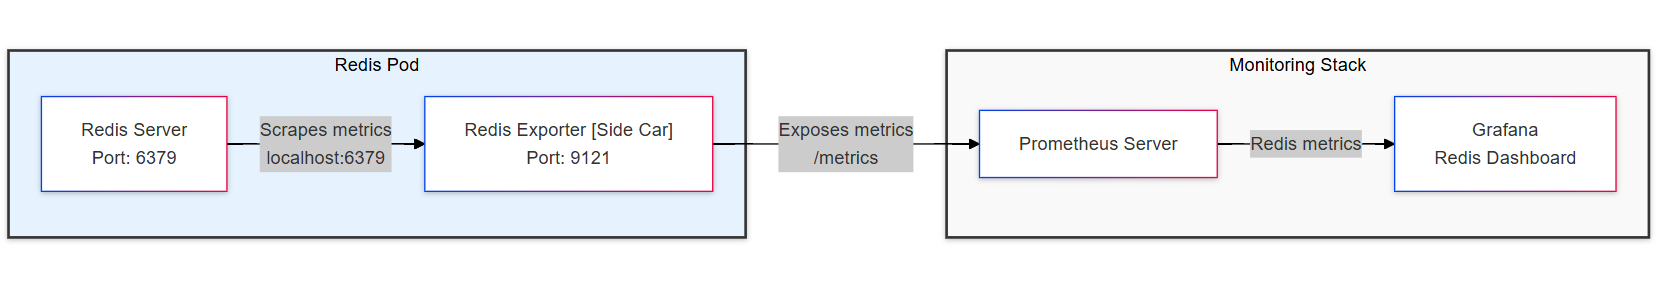 Redis Pod
Redis Server
Port: 6379
Scrapes metrics
localhost:6379
Redis Exporter [Side Car]
Port: 9121
Exposes metrics
/metrics
Monitoring Stack
Prometheus Server
Redis metrics
Grafana
Redis Dashboard